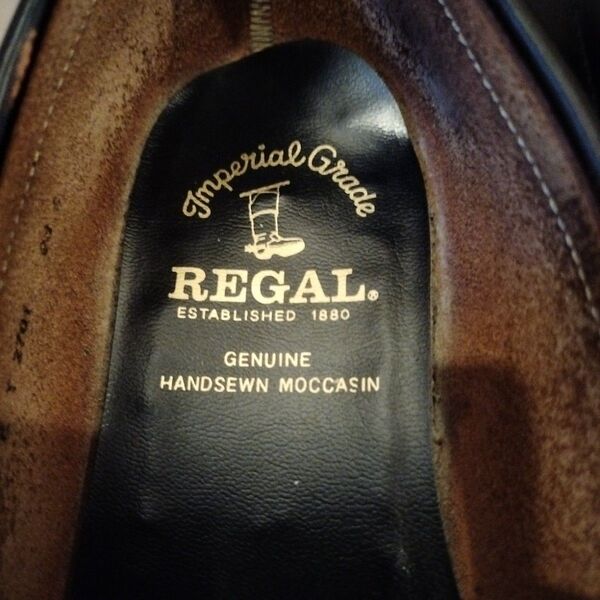 Imperial Grade
REGAL®
ESTABLISHED 1880
GENUINE
HANDSEWN MOCCASIN